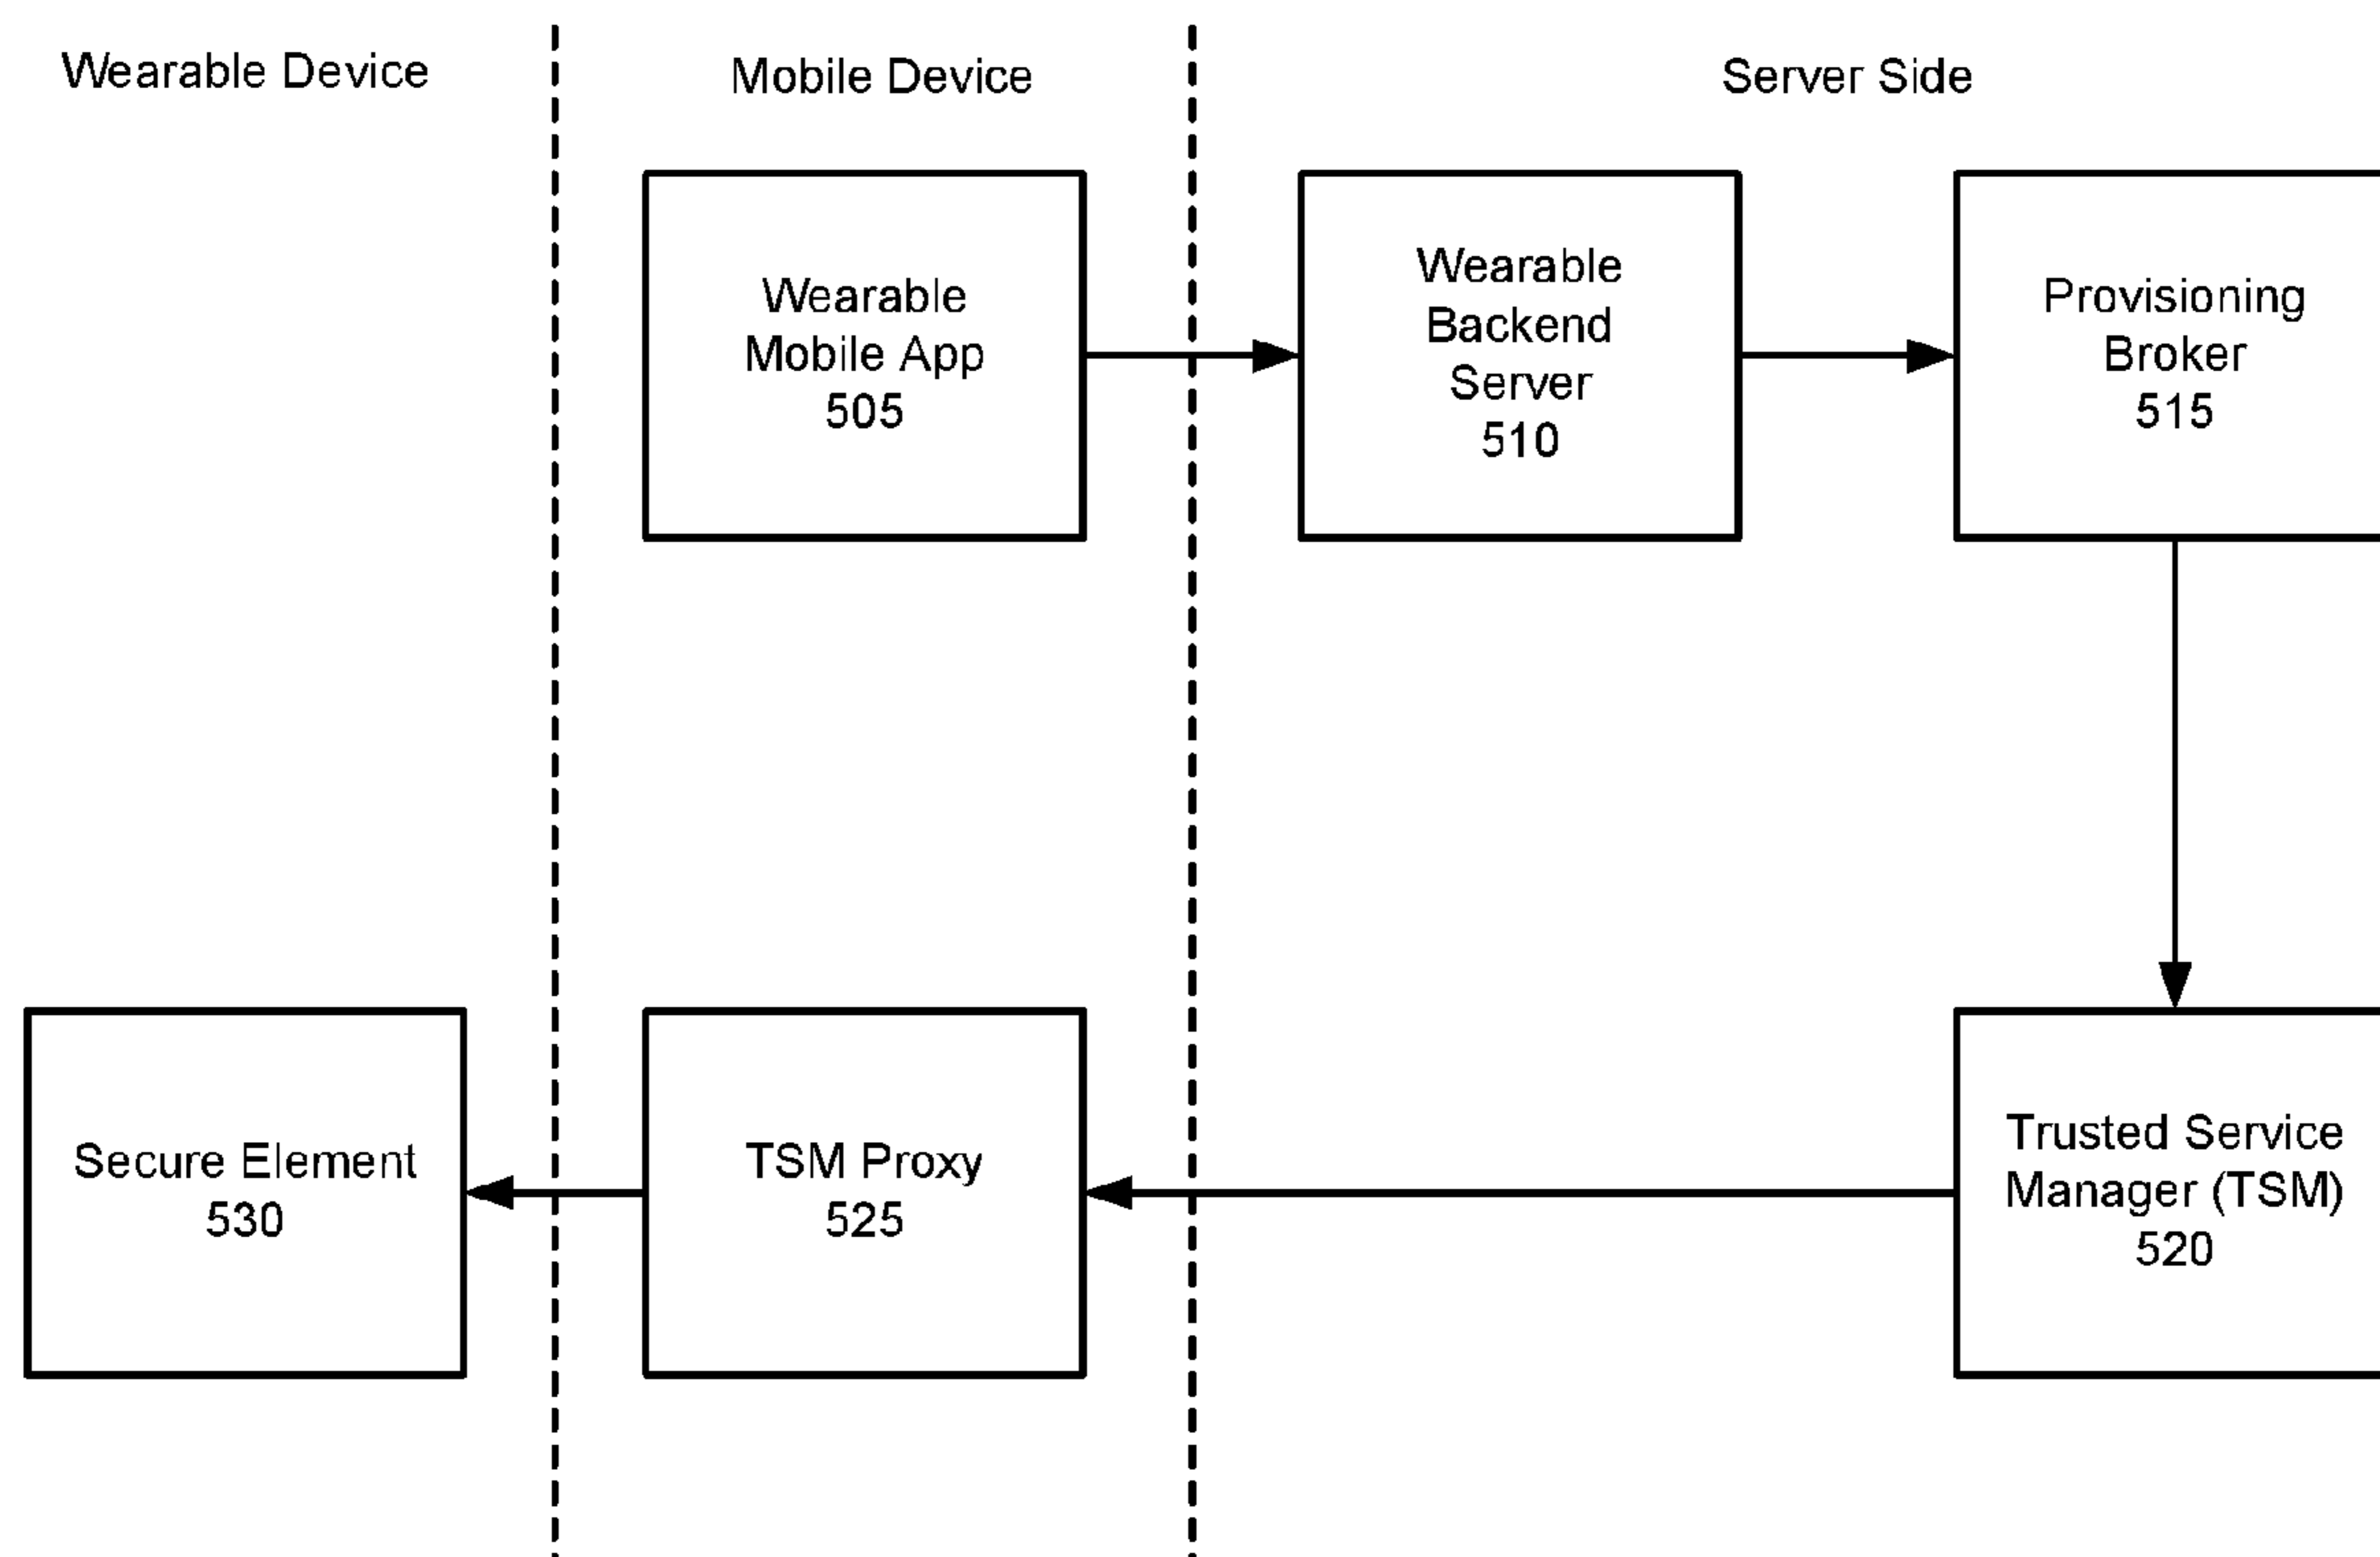 Wearable Device
Mobile Device
Server Side
Wearable
Mobile App
505
Wearable
Backend
Server
510
Provisioning
Broker
515
Secure Element
530
TSM Proxy
525
Trusted Service
Manager (TSM)
520